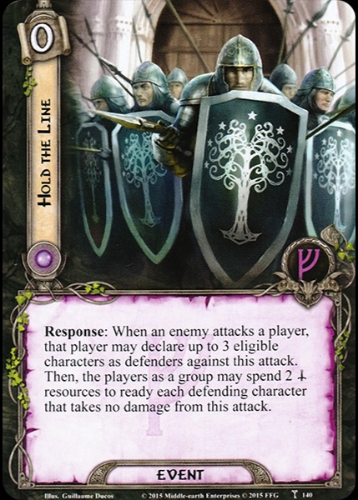 0
HOLD THE LINE
Response: When an enemy attacks a player,
that player may declare up to 3 eligible
characters as defenders against this attack.
Then, the players as a group may spend 2
resources to ready each defending character
that takes no damage from this attack.
EVENT
Illus. Guillaume Ducos © 2015 Middle-earth Enterprises © 2015 FFG 140